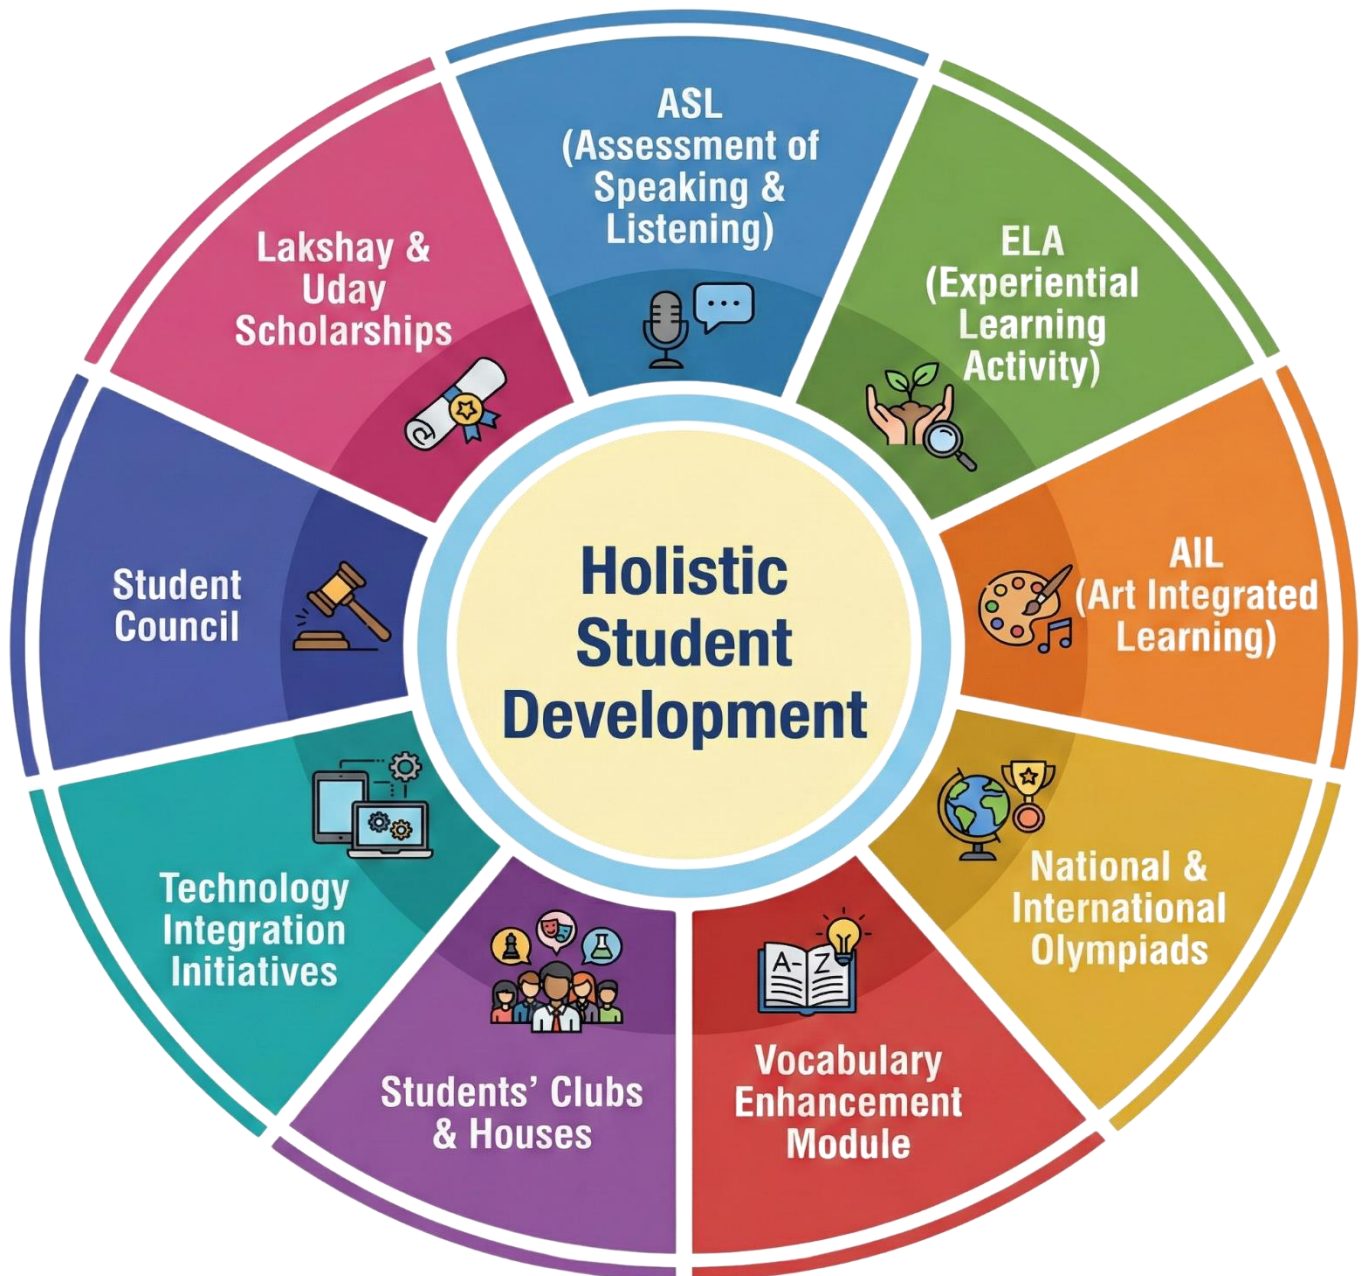 ASL
(Assessment of
Speaking &
Listening)
ELA
(Experiential
Learning
Activity)
AIL
(Art Integrated
Learning)
National &
International
Olympiads
A-Z
Vocabulary
Enhancement
Module
Students’ Clubs
& Houses
Technology
Integration
Initiatives
Student
Council
Lakshay &
Uday
Scholarships
Holistic
Student
Development